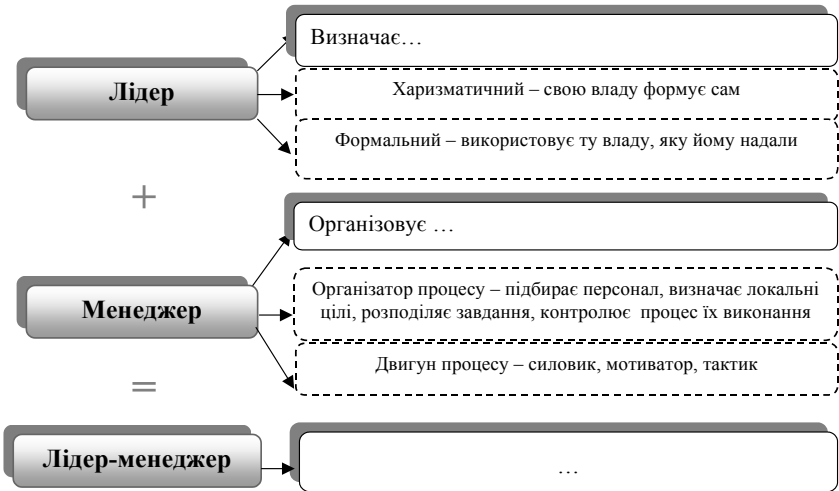 Визначає…
Лідер
Харизматичний – свою владу формує сам
Формальний – використовує ту владу, яку йому надали
+
Організовує …
Менеджер
Організатор процесу – підбирає персонал, визначає локальні
цілі, розподіляє завдання, контролює процес їх виконання
Двигун процесу – силовик, мотиватор, тактик
=
Лідер-менеджер
…